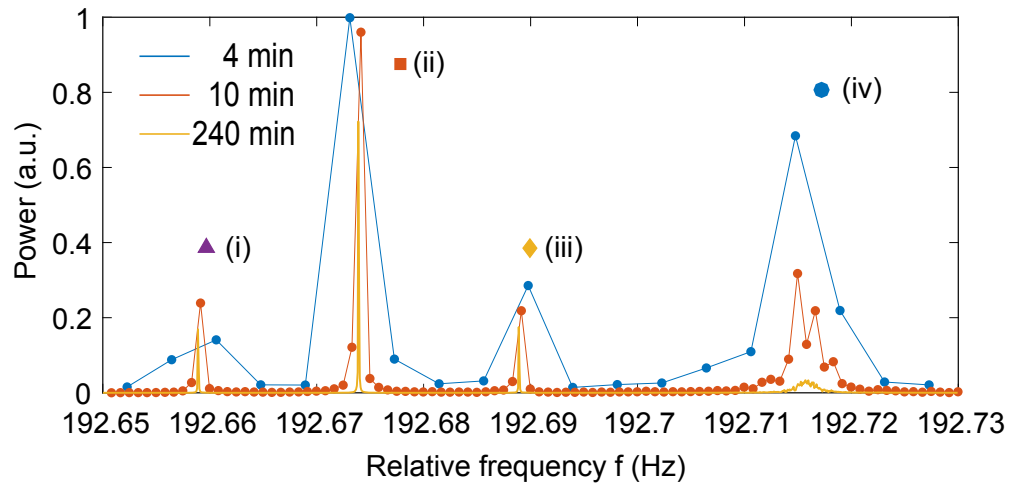 1
0.8
0.6
0.4
0.2
0
Power (a.u.)
4 min
10 min
240 min
(i)
(ii)
(iii)
(iv)
192.65 192.66 192.67 192.68 192.69 192.7 192.71 192.72 192.73
Relative frequency f (Hz)